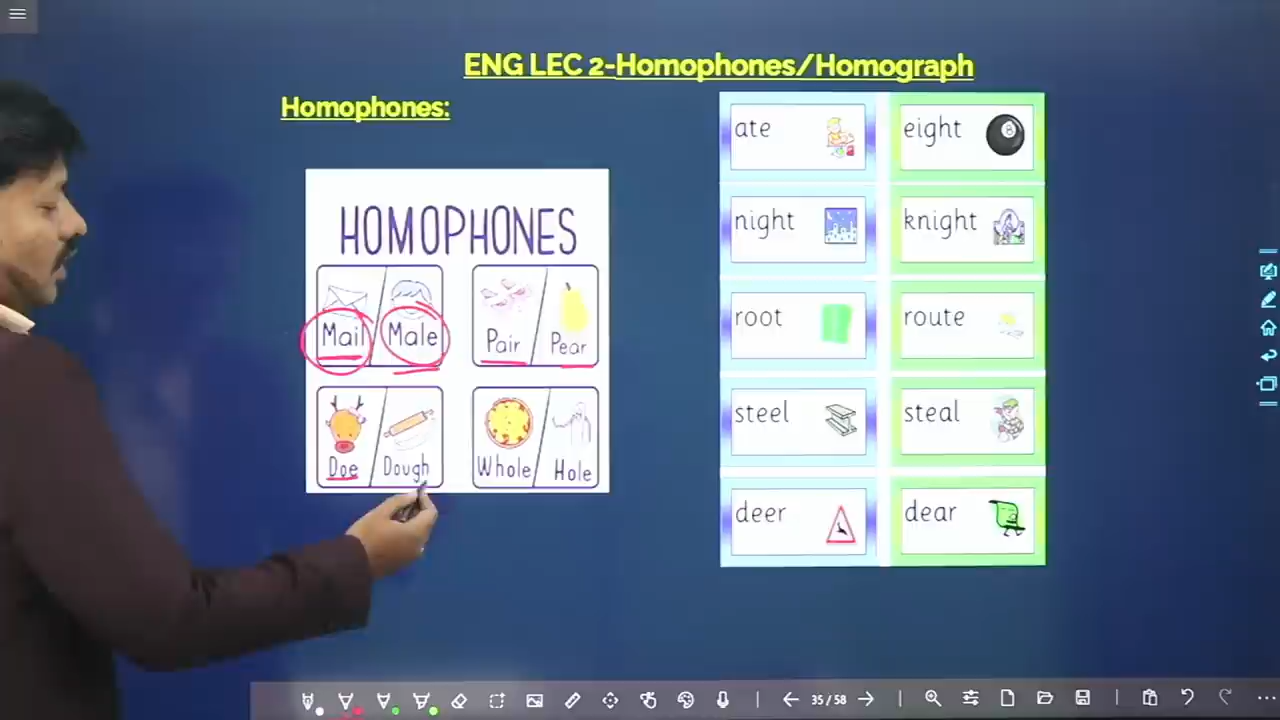 ENG LEC 2-Homophones/Homograph
Homophones:
HOMOPHONES
Mail Male
Pair Pear
Doe Dough
Whole Hole
ate eight
8
night knight
root route
steel steal
deer dear
35 / 58